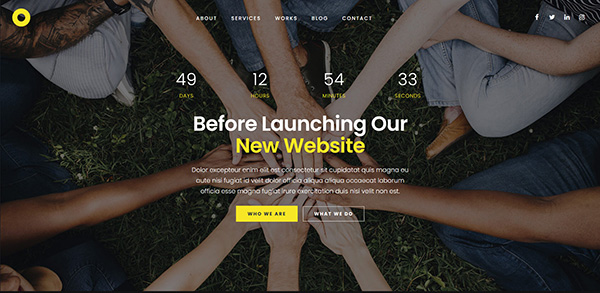 ABOUT SERVICES WORKS BLOG CONTACT
49 12 54 33
DAYS HOURS MINUTES SECONDS
Before Launching Our
New Website
Dolor excepteur enim elit est consectetur sit cupidatat quis magna eu
aute nisi fugiat id velit dolor officia aliqua aliqua occaecat laborum
officia esse magna fugiat irure exercitation duis nisi velit non est.
WHO WE ARE WHAT WE DO